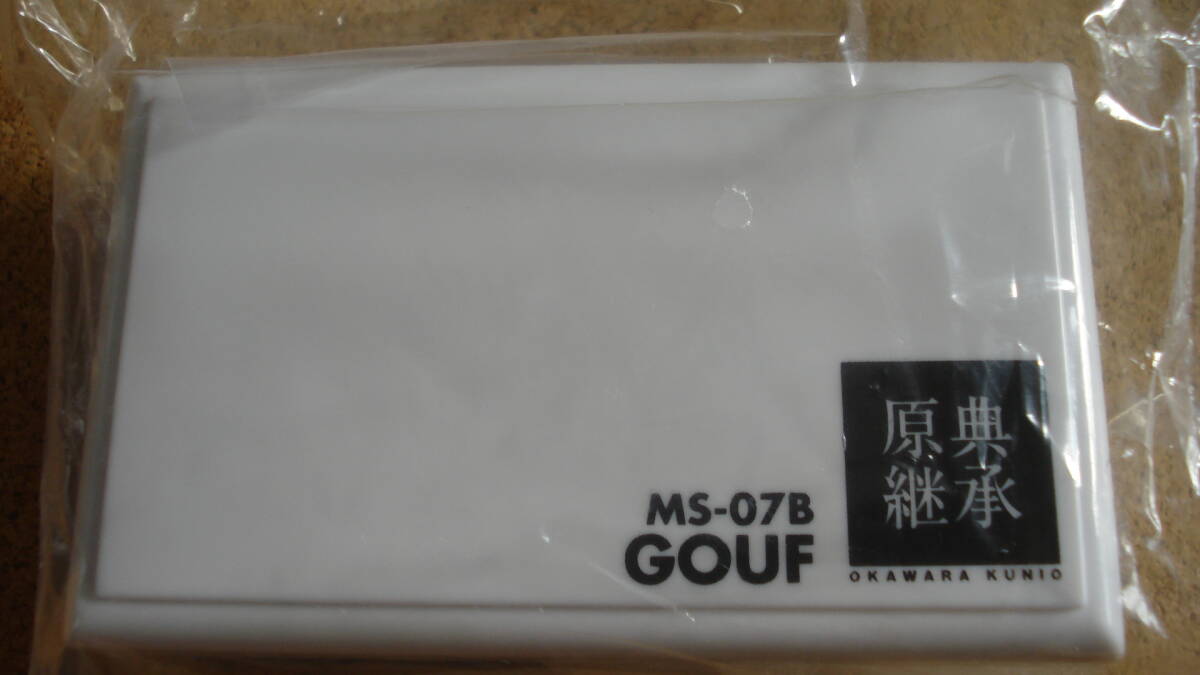 MS-07B
GOUF
原典
継承
OKAWARA KUNIO